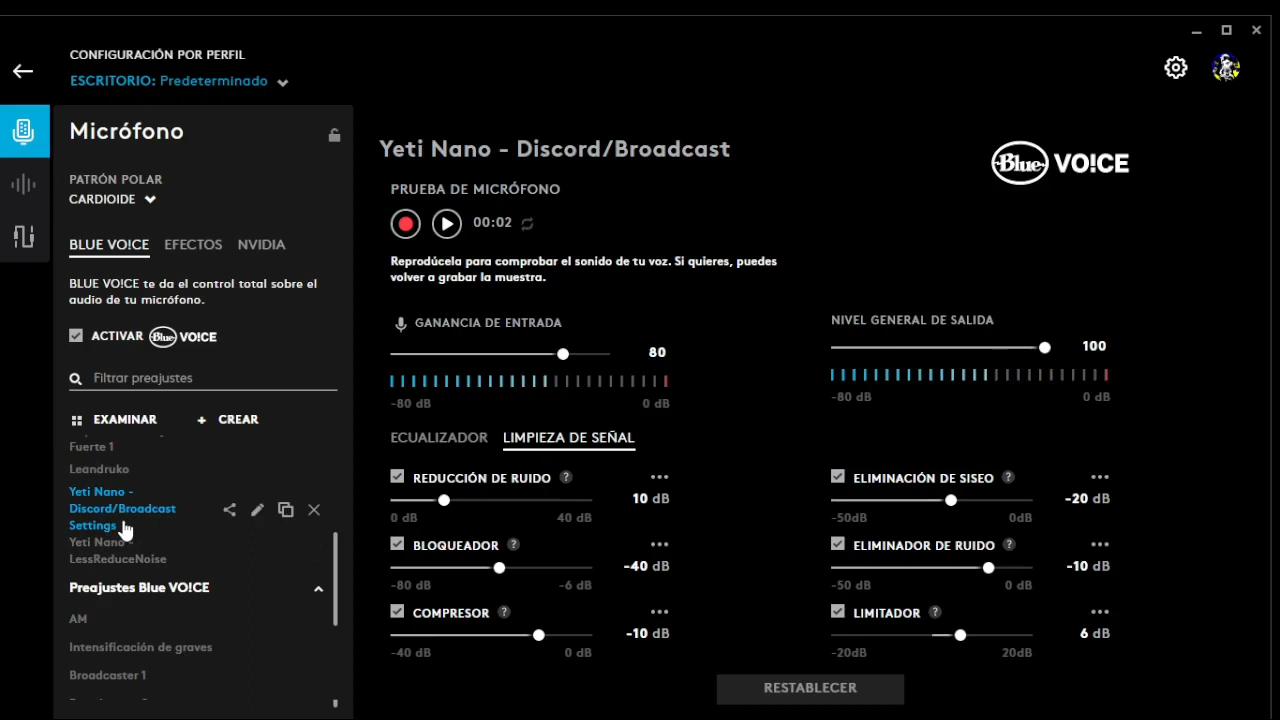 CONFIGURACIÓN POR PERFIL
ESCRITORIO: Predeterminado
Micrófono
PATRÓN POLAR
CARDIOIDE
BLUE VO!CE EFECTOS NVIDIA
BLUE VO!CE te da el control total sobre el
audio de tu micrófono.
ACTIVAR Blue VO!CE
Filtrar preajustes
EXAMINAR + CREAR
Fuerte 1
Leandruko
Yeti Nano -
Discord/Broadcast
Settings
Yeti Nano -
LessReduceNoise
Preajustes Blue VO!CE
AM
Intensificación de graves
Broadcaster 1
Yeti Nano - Discord/Broadcast
Blue VO!CE
PRUEBA DE MICRÓFONO
00:02
Reprodúcela para comprobar el sonido de tu voz. Si quieres, puedes
volver a grabar la muestra.
GANANCIA DE ENTRADA
80
-80 dB 0 dB
NIVEL GENERAL DE SALIDA
100
-80 dB 0 dB
ECUALIZADOR LIMPIEZA DE SEÑAL
REDUCCIÓN DE RUIDO ? ...
10 dB
0 dB 40 dB
ELIMINACIÓN DE SISEO ? ...
-20 dB
-50dB 0dB
BLOQUEADOR ? ...
-40 dB
-80 dB -6 dB
ELIMINADOR DE RUIDO ? ...
-10 dB
-50 dB 0 dB
COMPRESOR ? ...
-10 dB
-40 dB 0 dB
LIMITADOR ? ...
6 dB
-20dB 20dB
RESTABLECER